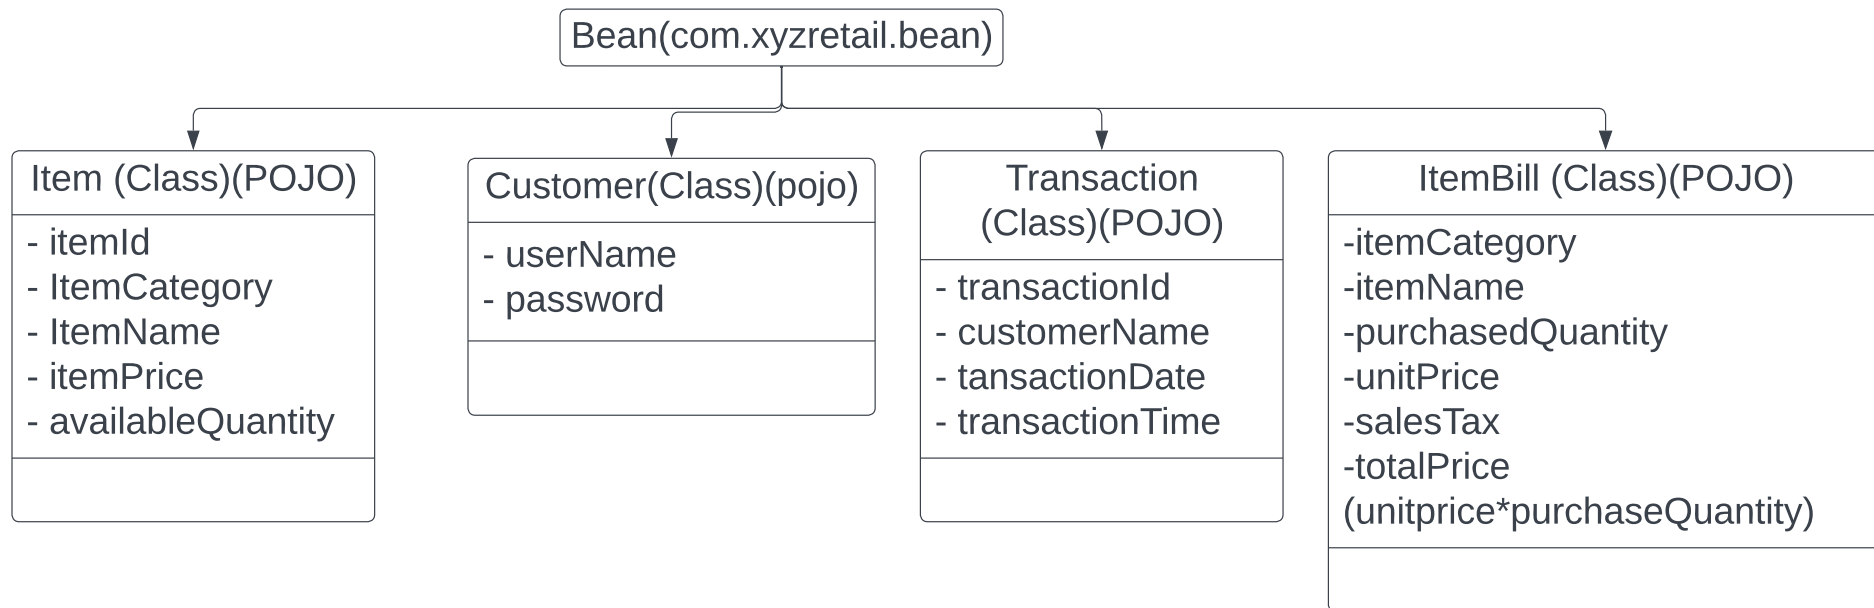 Bean(com.xyzretail.bean)
Item (Class)(POJO)
- itemId
- ItemCategory
- ItemName
- itemPrice
- availableQuantity
Customer(Class)(pojo)
- userName
- password
Transaction
(Class)(POJO)
- transactionId
- customerName
- tansactionDate
- transactionTime
ItemBill (Class)(POJO)
-itemCategory
-itemName
-purchasedQuantity
-unitPrice
-salesTax
-totalPrice
(unitprice*purchaseQuantity)